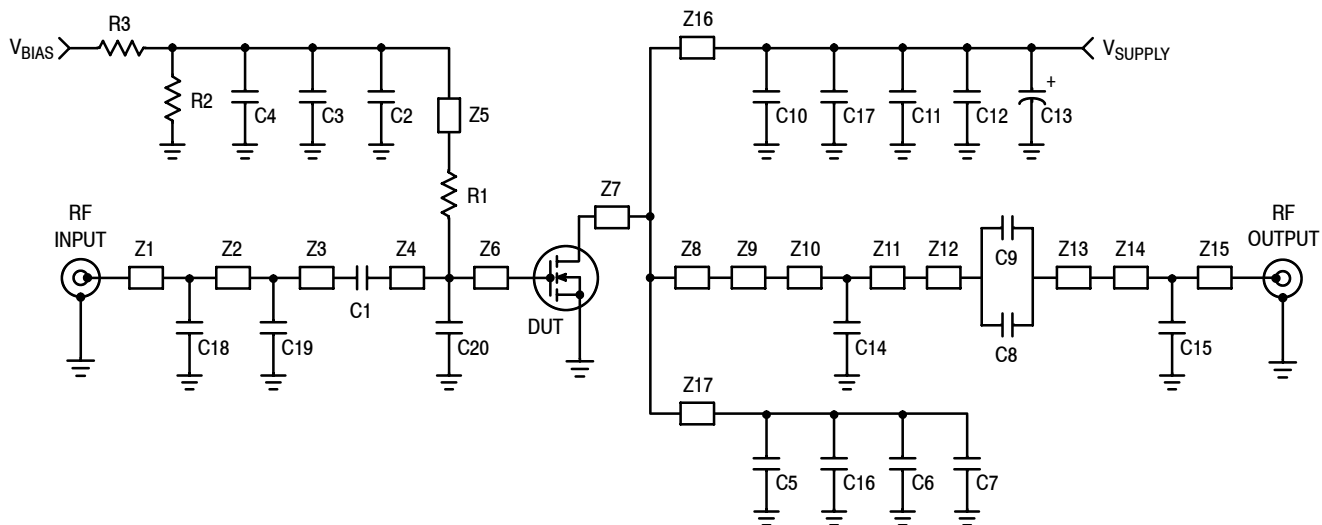 R3
Z16
V_BIAS
V_SUPPLY
R2
C4
C3
C2
Z5
C10
C17
C11
C12
+
C13
R1
Z7
RF
INPUT
Z1
Z2
Z3
Z4
Z6
Z8
Z9
Z10
Z11
Z12
C9
Z13
Z14
Z15
RF
OUTPUT
C1
DUT
C18
C19
C20
C14
C8
C15
Z17
C5
C16
C6
C7